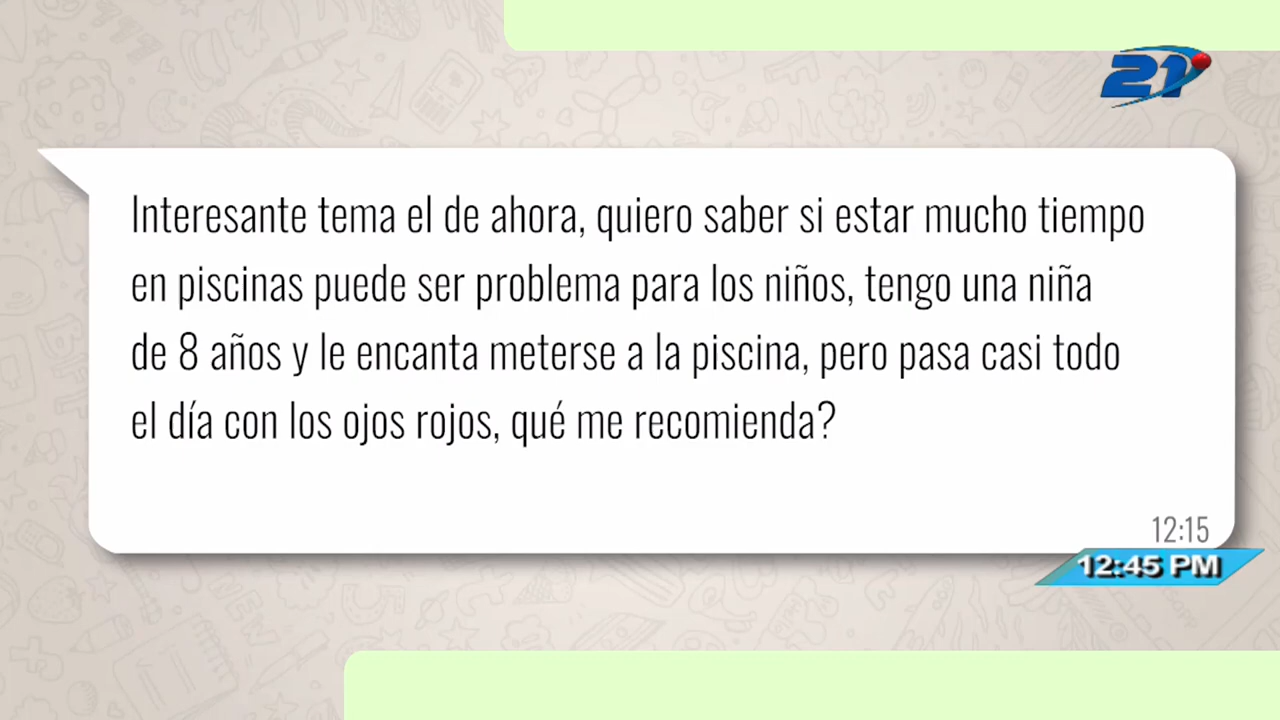 21
Interesante tema el de ahora, quiero saber si estar mucho tiempo
en piscinas puede ser problema para los niños, tengo una niña
de 8 años y le encanta meterse a la piscina, pero pasa casi todo
el día con los ojos rojos, qué me recomienda?
12:15
12:45 PM